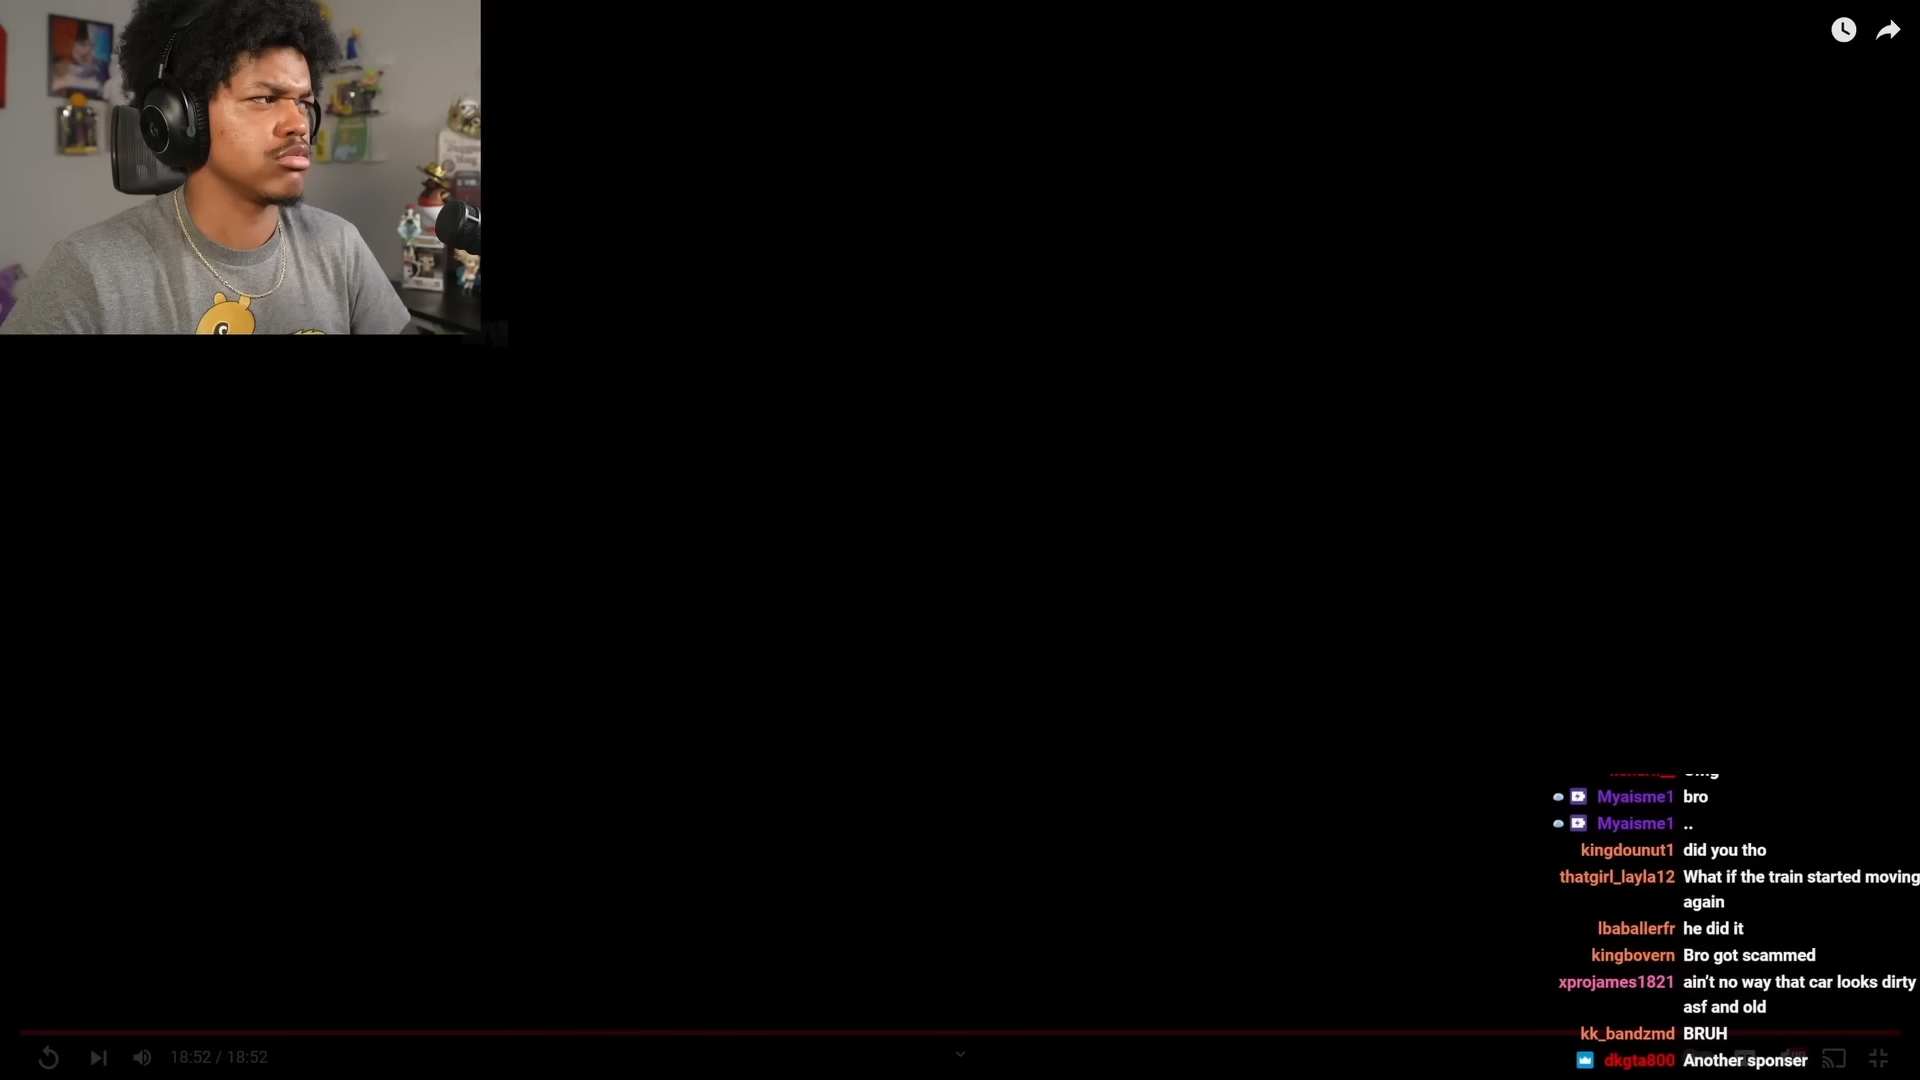 Myaisme1 bro
Myaisme1 ..
kingdounut1 did you tho
thatgirl_layla12 What if the train started moving
again
lbaballerfr he did it
kingbovern Bro got scammed
xprojames1821 ain't no way that car looks dirty
asf and old
kk_bandzmd BRUH
dkgta800 Another sponser
18:52 / 18:52